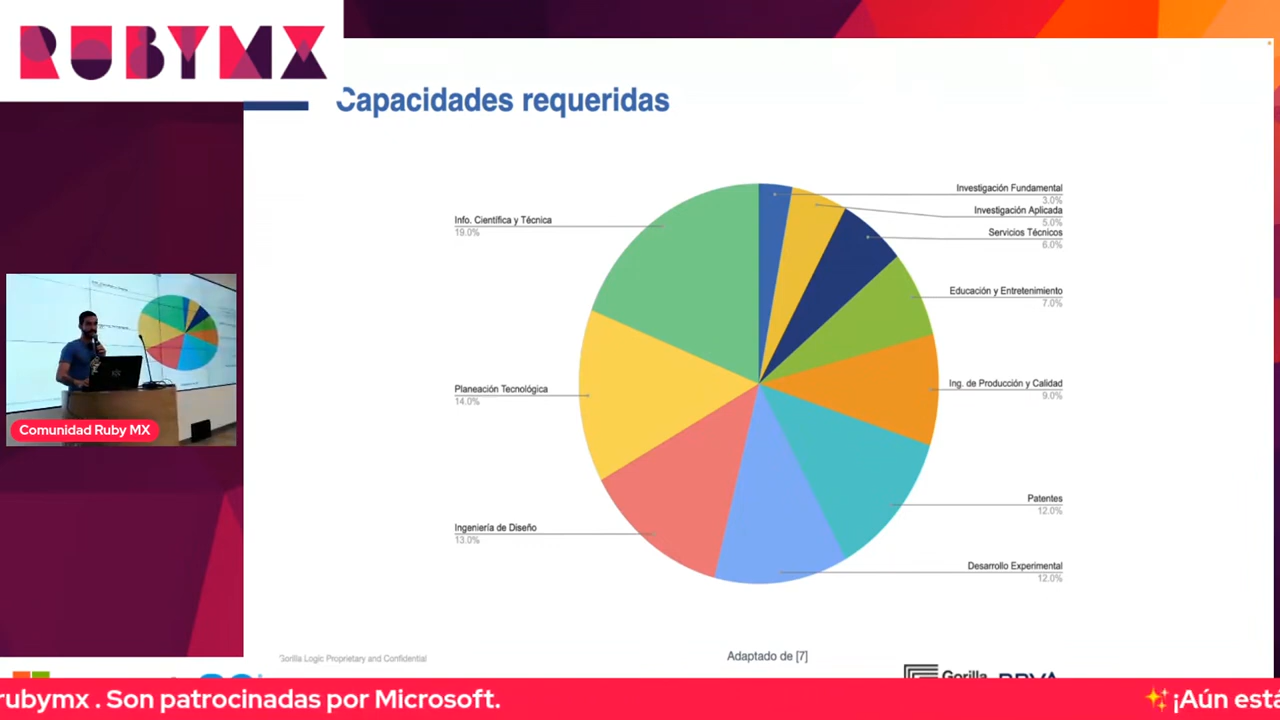 RUBYMX
Capacidades requeridas
Investigación Fundamental
3.0%
Investigación Aplicada
5.0%
Servicios Técnicos
6.0%
Info. Científica y Técnica
19.0%
Educación y Entretenimiento
7.0%
Planeación Tecnológica
14.0%
Ing. de Producción y Calidad
9.0%
Patentes
12.0%
Ingeniería de Diseño
13.0%
Desarrollo Experimental
12.0%
Comunidad Ruby MX
Adaptado de [7]
Gorilla Logic Proprietary and Confidential
Gorilla
BBVA
rubymx . Son patrocinadas por Microsoft.
✨¡Aún está